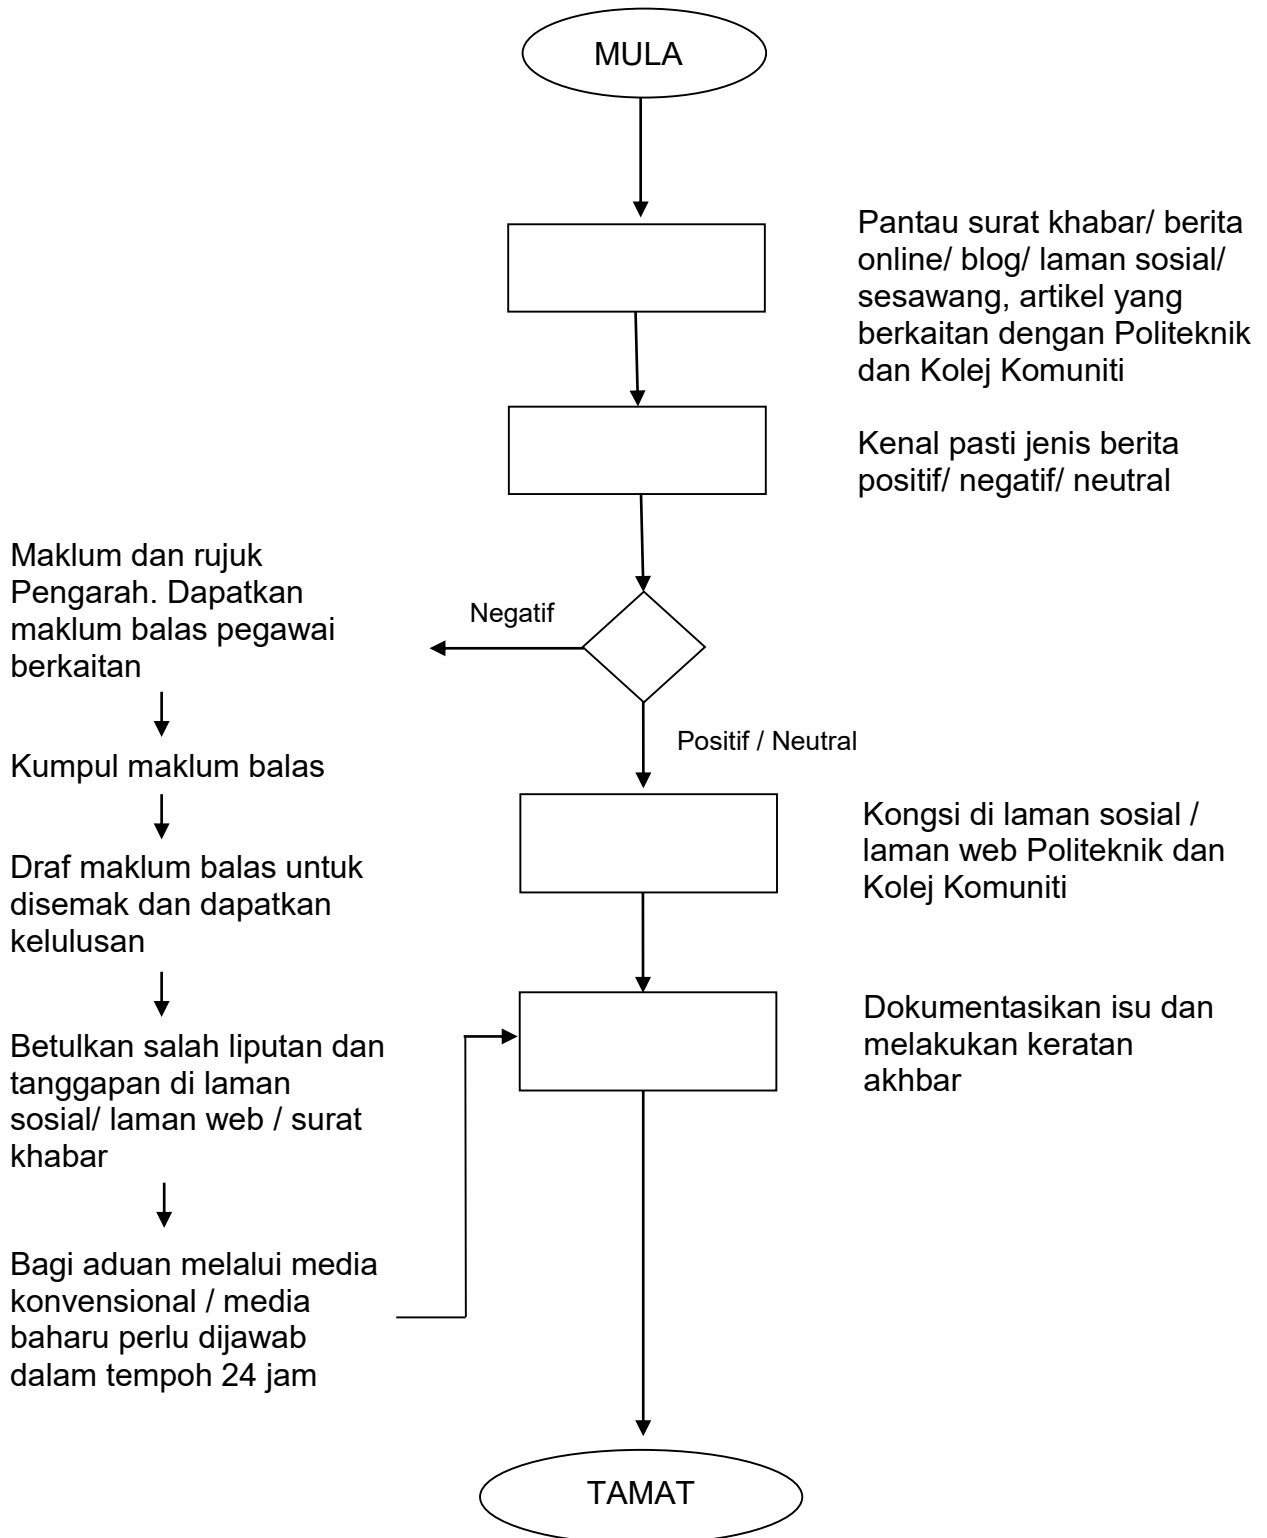 MULA
Pantau surat khabar/ berita
online/ blog/ laman sosial/
sesawang, artikel yang
berkaitan dengan Politeknik
dan Kolej Komuniti
Kenal pasti jenis berita
positif/ negatif/ neutral
Negatif
Maklum dan rujuk
Pengarah. Dapatkan
maklum balas pegawai
berkaitan
Kumpul maklum balas
Draf maklum balas untuk
disemak dan dapatkan
kelulusan
Betulkan salah liputan dan
tanggapan di laman
sosial/ laman web / surat
khabar
Bagi aduan melalui media
konvensional / media
baharu perlu dijawab
dalam tempoh 24 jam
Positif / Neutral
Kongsi di laman sosial /
laman web Politeknik dan
Kolej Komuniti
Dokumentasikan isu dan
melakukan keratan
akhbar
TAMAT